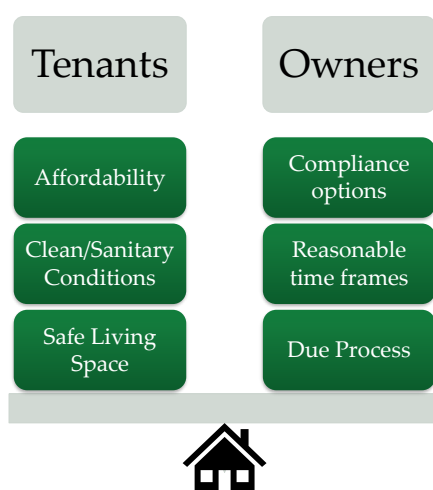 Tenants
Affordability
Clean/Sanitary
Conditions
Safe Living
Space
Owners
Compliance
options
Reasonable
time frames
Due Process